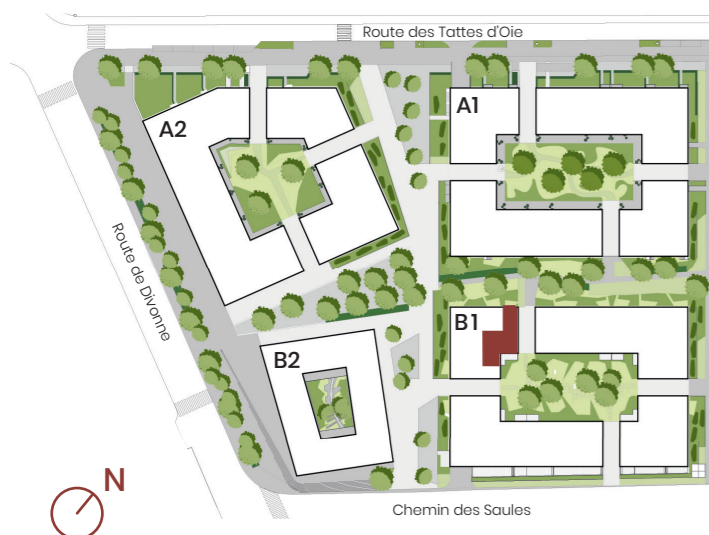 Route des Tattes d'Oie
A1
A2
Route de Divonne
B1
B2
N
Chemin des Saules